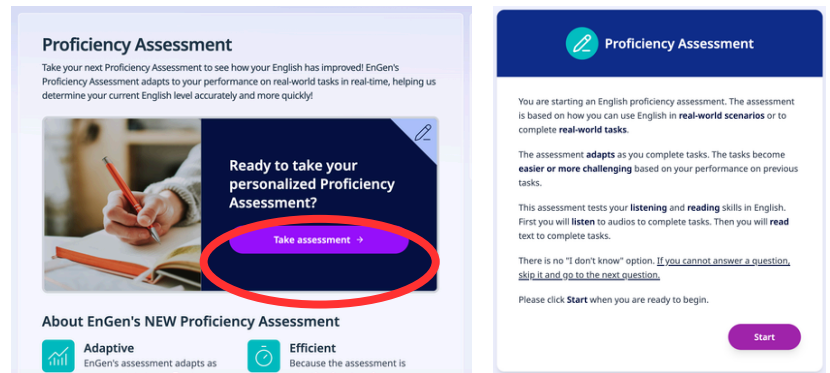 Proficiency Assessment
Take your next Proficiency Assessment to see how your English has improved! EnGen's
Proficiency Assessment adapts to your performance on real-world tasks in real-time, helping us
determine your current English level accurately and more quickly!
Ready to take your
personalized Proficiency
Assessment?
Take assessment →
About EnGen's NEW Proficiency Assessment
Adaptive
EnGen's assessment adapts as
Efficient
Because the assessment is
Proficiency Assessment
You are starting an English proficiency assessment. The assessment
is based on how you can use English in real-world scenarios or to
complete real-world tasks.
The assessment adapts as you complete tasks. The tasks become
easier or more challenging based on your performance on previous
tasks.
This assessment tests your listening and reading skills in English.
First you will listen to audios to complete tasks. Then you will read
text to complete tasks.
There is no "I don't know" option. If you cannot answer a question,
skip it and go to the next question.
Please click Start when you are ready to begin.
Start